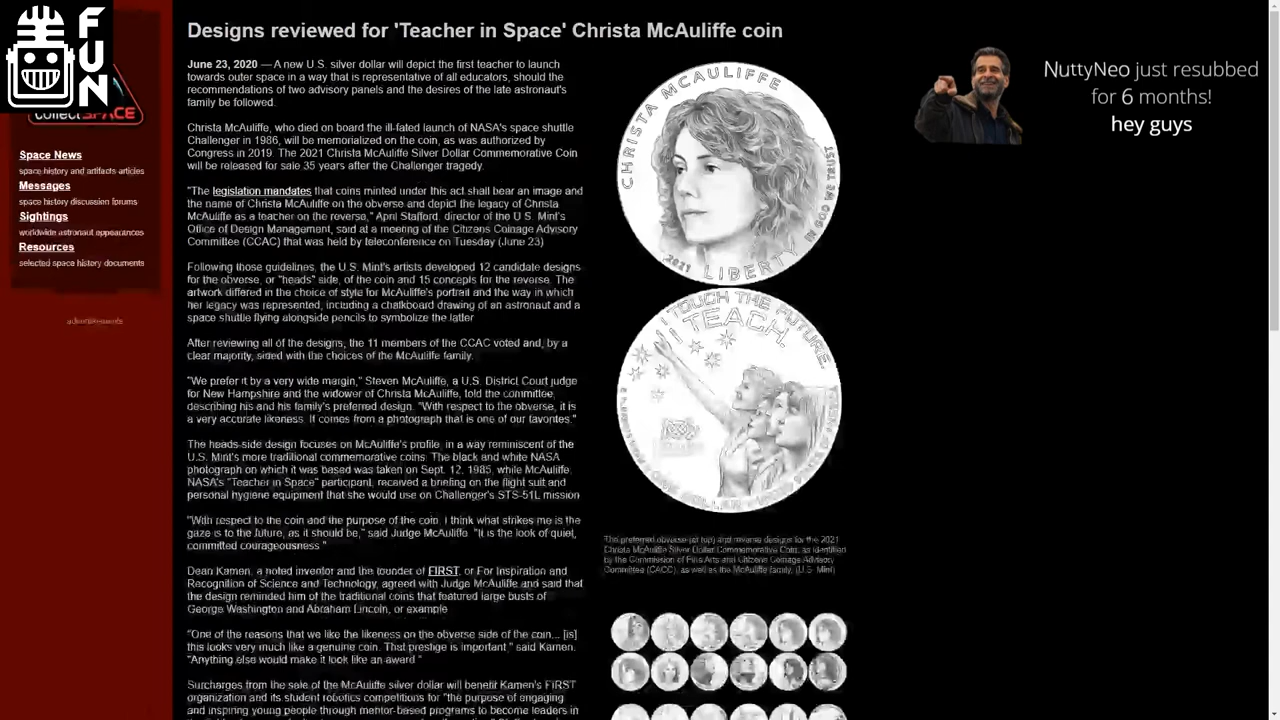 FUN
collectSPACE
Space News
space history and artifacts articles
Messages
space history discussion forums
Sightings
worldwide astronaut appearances
Resources
selected space history documents
advertisements
Designs reviewed for 'Teacher in Space' Christa McAuliffe coin
June 23, 2020 — A new U.S. silver dollar will depict the first teacher to launch
towards outer space in a way that is representative of all educators, should the
recommendations of two advisory panels and the desires of the late astronaut's
family be followed.
Christa McAuliffe, who died on board the ill-fated launch of NASA's space shuttle
Challenger in 1986, will be memorialized on the coin, as was authorized by
Congress in 2019. The 2021 Christa McAuliffe Silver Dollar Commemorative Coin
will be released for sale 35 years after the Challenger tragedy.
"The legislation mandates that coins minted under this act shall bear an image and
the name of Christa McAuliffe on the obverse and depict the legacy of Christa
McAuliffe as a teacher on the reverse," April Stafford, director of the U.S. Mint's
Office of Design Management, said at a meeting of the Citizens Coinage Advisory
Committee (CCAC) that was held by teleconference on Tuesday (June 23)
Following those guidelines, the U.S. Mint's artists developed 12 candidate designs
for the obverse, or "heads" side, of the coin and 15 concepts for the reverse. The
artwork differed in the choice of style for McAuliffe's portrait and the way in which
her legacy was represented, including a chalkboard drawing of an astronaut and a
space shuttle flying alongside pencils to symbolize the latter
After reviewing all of the designs, the 11 members of the CCAC voted and, by a
clear majority, sided with the choices of the McAuliffe family.
"We prefer it by a very wide margin," Steven McAuliffe, a U.S. District Court judge
for New Hampshire and the widower of Christa McAuliffe, told the committee,
describing his and his family's preferred design. "With respect to the obverse, it is
a very accurate likeness. If comes from a photograph that is one of our favorites."
The heads-side design focuses on McAuliffe's profile, in a way reminiscent of the
U.S. Mint's more traditional commemorative coins. The black and white NASA
photograph on which it was based was taken on Sept. 12, 1985, while McAuliffe,
NASA's "Teacher in Space" participant, received a briefing on the flight suit and
personal hygiene equipment that she would use on Challenger's STS-51L mission
"With respect to the coin and the purpose of the coin, I think what strikes me is the
gaze is to the future, as it should be," said Judge McAuliffe. "It is the look of quiet,
committed courageousness."
Dean Kamen, a noted inventor and the founder of FIRST, or For Inspiration and
Recognition of Science and Technology, agreed with Judge McAuliffe and said that
the design reminded him of the traditional coins that featured large busts of
George Washington and Abraham Lincoln, or example
"One of the reasons that we like the likeness on the obverse side of the coin... [is]
this looks very much like a genuine coin. That prestige is important," said Kamen.
"Anything else would make it look like an award."
Surcharges from the sale of the McAuliffe silver dollar will benefit Kamen's FIRST
organization and its student robotics competitions for "the purpose of engaging
and inspiring young people through mentor-based programs to become leaders in
CHRISTA MCAULIFFE
IN GOD WE TRUST
2021
LIBERTY
I TOUCH THE FUTURE.
I TEACH.
The preferred obverse (at top) and reverse designs for the 2021
Christa McAuliffe Silver Dollar Commemorative Coin, as identified
by the Commission of Fine Arts and Citizens Coinage Advisory
Committee (CACC), as well as the McAuliffe family. (U.S. Mint)
NuttyNeo just resubbed
for 6 months!
hey guys